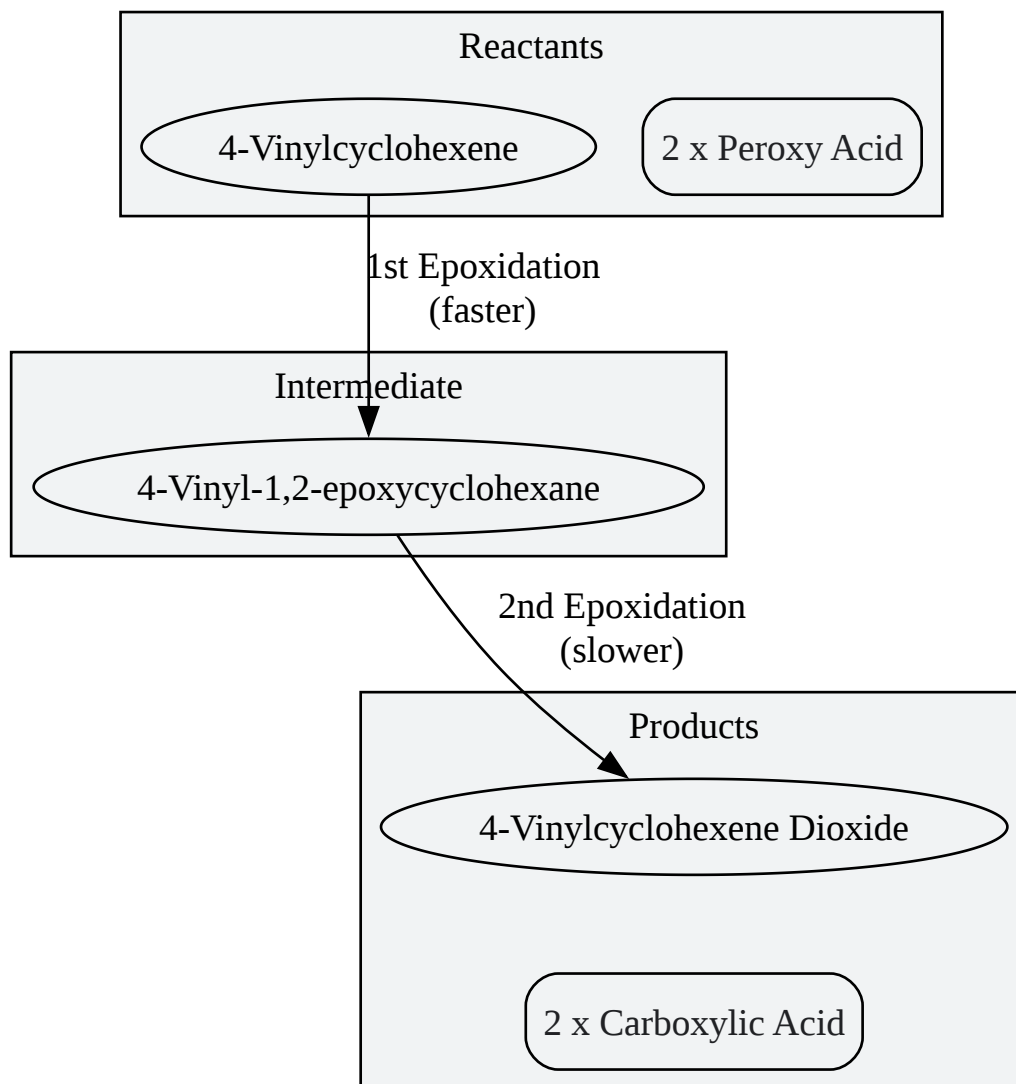 Reactants
4-Vinylcyclohexene
2 x Peroxy Acid
1st Epoxidation
(faster)
Intermediate
4-Vinyl-1,2-epoxycyclohexane
2nd Epoxidation
(slower)
Products
4-Vinylcyclohexene Dioxide
2 x Carboxylic Acid